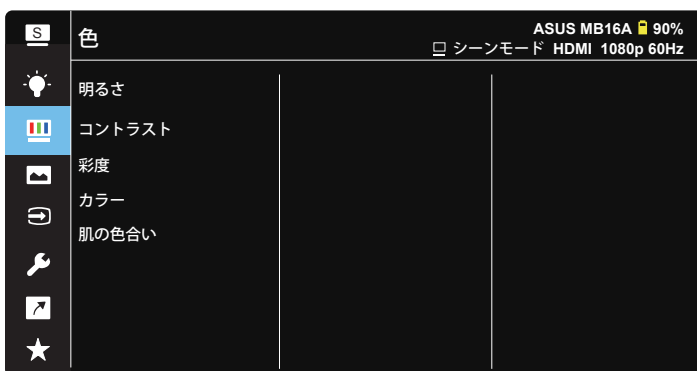 S
色
ASUS MB16A 90%
シーンモード HDMI 1080p 60Hz
明るさ
コントラスト
彩度
カラー
肌の色合い